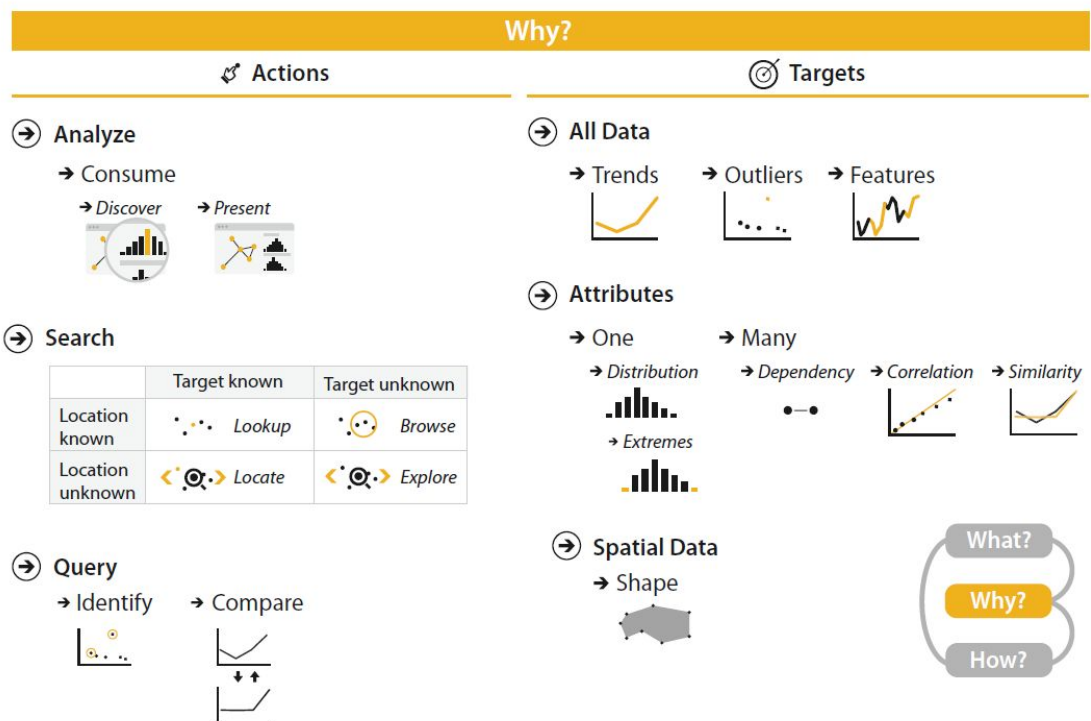 Why?
Actions
Analyze
Consume
Discover
Present
Search
Target known
Target unknown
Location
known
Lookup
Browse
Location
unknown
Locate
Explore
Query
Identify
Compare
Targets
All Data
Trends
Outliers
Features
Attributes
One
Many
Distribution
Dependency
Correlation
Similarity
Extremes
Spatial Data
Shape
What?
Why?
How?